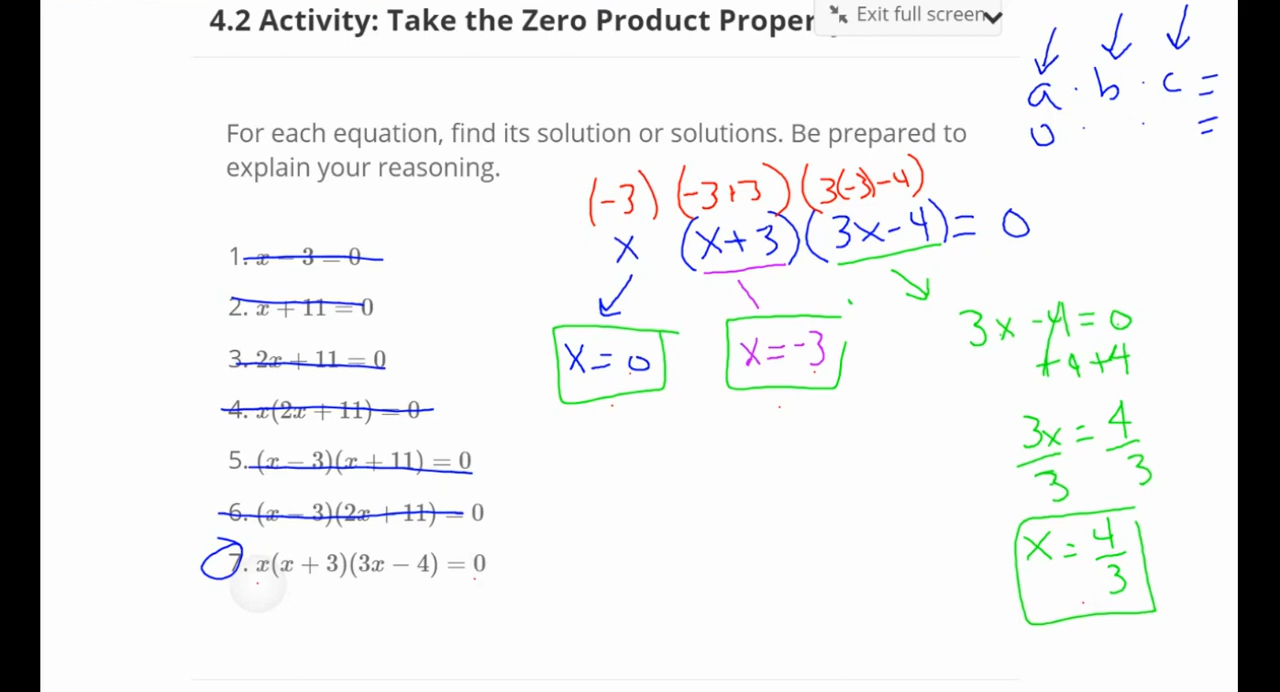 4.2 Activity: Take the Zero Product Proper
Exit full screen
a · b · c =
0 · · =
For each equation, find its solution or solutions. Be prepared to
explain your reasoning.
(-3) (-3+3) (3(-3)-4)
x (x+3)(3x-4) = 0
1. x − 3 = 0
2. x + 11 = 0
3. 2x + 11 = 0
4. x(2x + 11) = 0
5. (x − 3)(x + 11) = 0
6. (x − 3)(2x + 11) = 0
7. x(x + 3)(3x − 4) = 0
x = 0
x = -3
3x - 4 = 0
+4 +4
3x/3 = 4/3
x = 4/3